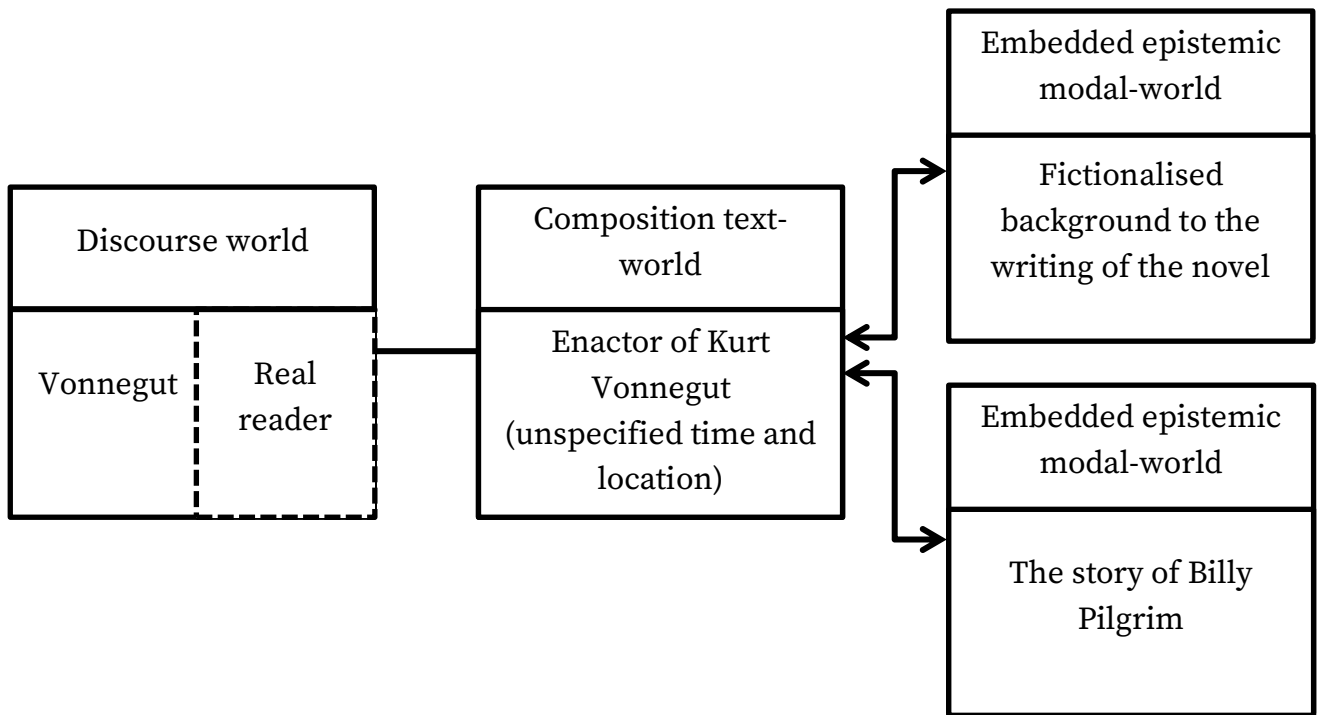 Discourse world
Vonnegut
Real
reader
Composition text-
world
Enactor of Kurt
Vonnegut
(unspecified time and
location)
Embedded epistemic
modal-world
Fictionalised
background to the
writing of the novel
Embedded epistemic
modal-world
The story of Billy
Pilgrim